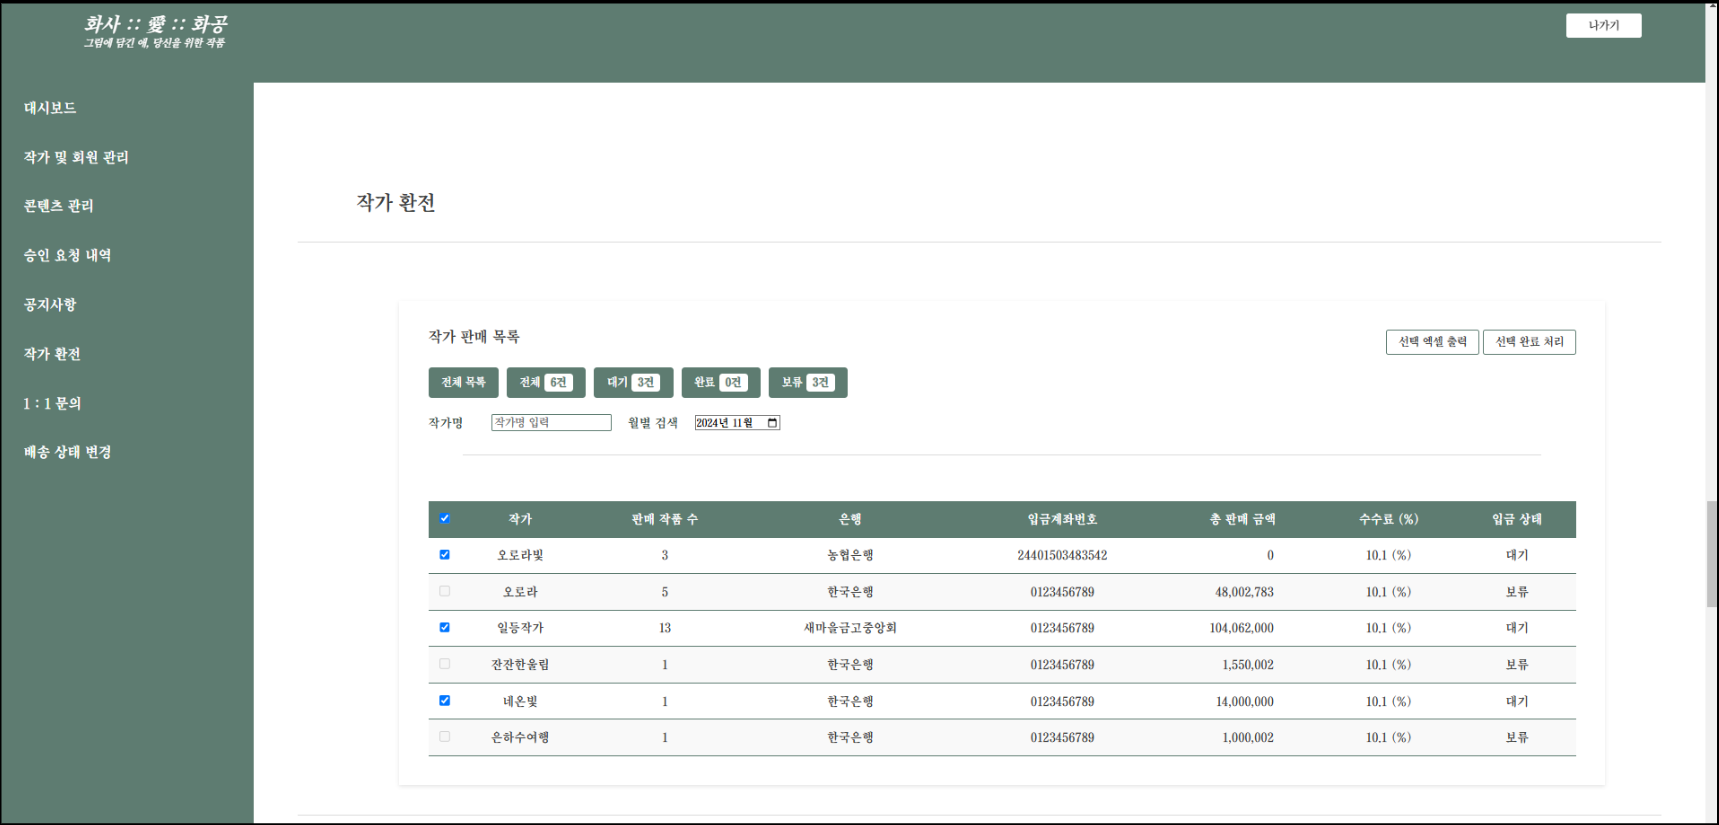 화사 :: 愛 :: 화공
그림에 담긴 애, 당신을 위한 작품
나가기
대시보드
작가 및 회원 관리
콘텐츠 관리
승인 요청 내역
공지사항
작가 환전
1 : 1 문의
배송 상태 변경
작가 환전
작가 판매 목록
선택 엑셀 출력 선택 완료 처리
전체 목록 전체 6건 대기 3건 완료 0건 보류 3건
작가명 작가명 입력 월별 검색 2024년 11월
작가 판매 작품 수 은행 입금계좌번호 총 판매 금액 수수료 (%) 입금 상태
오로라빛 3 농협은행 24401503483542 0 10.1 (%) 대기
오로라 5 한국은행 0123456789 48,002,783 10.1 (%) 보류
일등작가 13 새마을금고중앙회 0123456789 104,062,000 10.1 (%) 대기
잔잔한울림 1 한국은행 0123456789 1,550,002 10.1 (%) 보류
네온빛 1 한국은행 0123456789 14,000,000 10.1 (%) 대기
은하수여행 1 한국은행 0123456789 1,000,002 10.1 (%) 보류